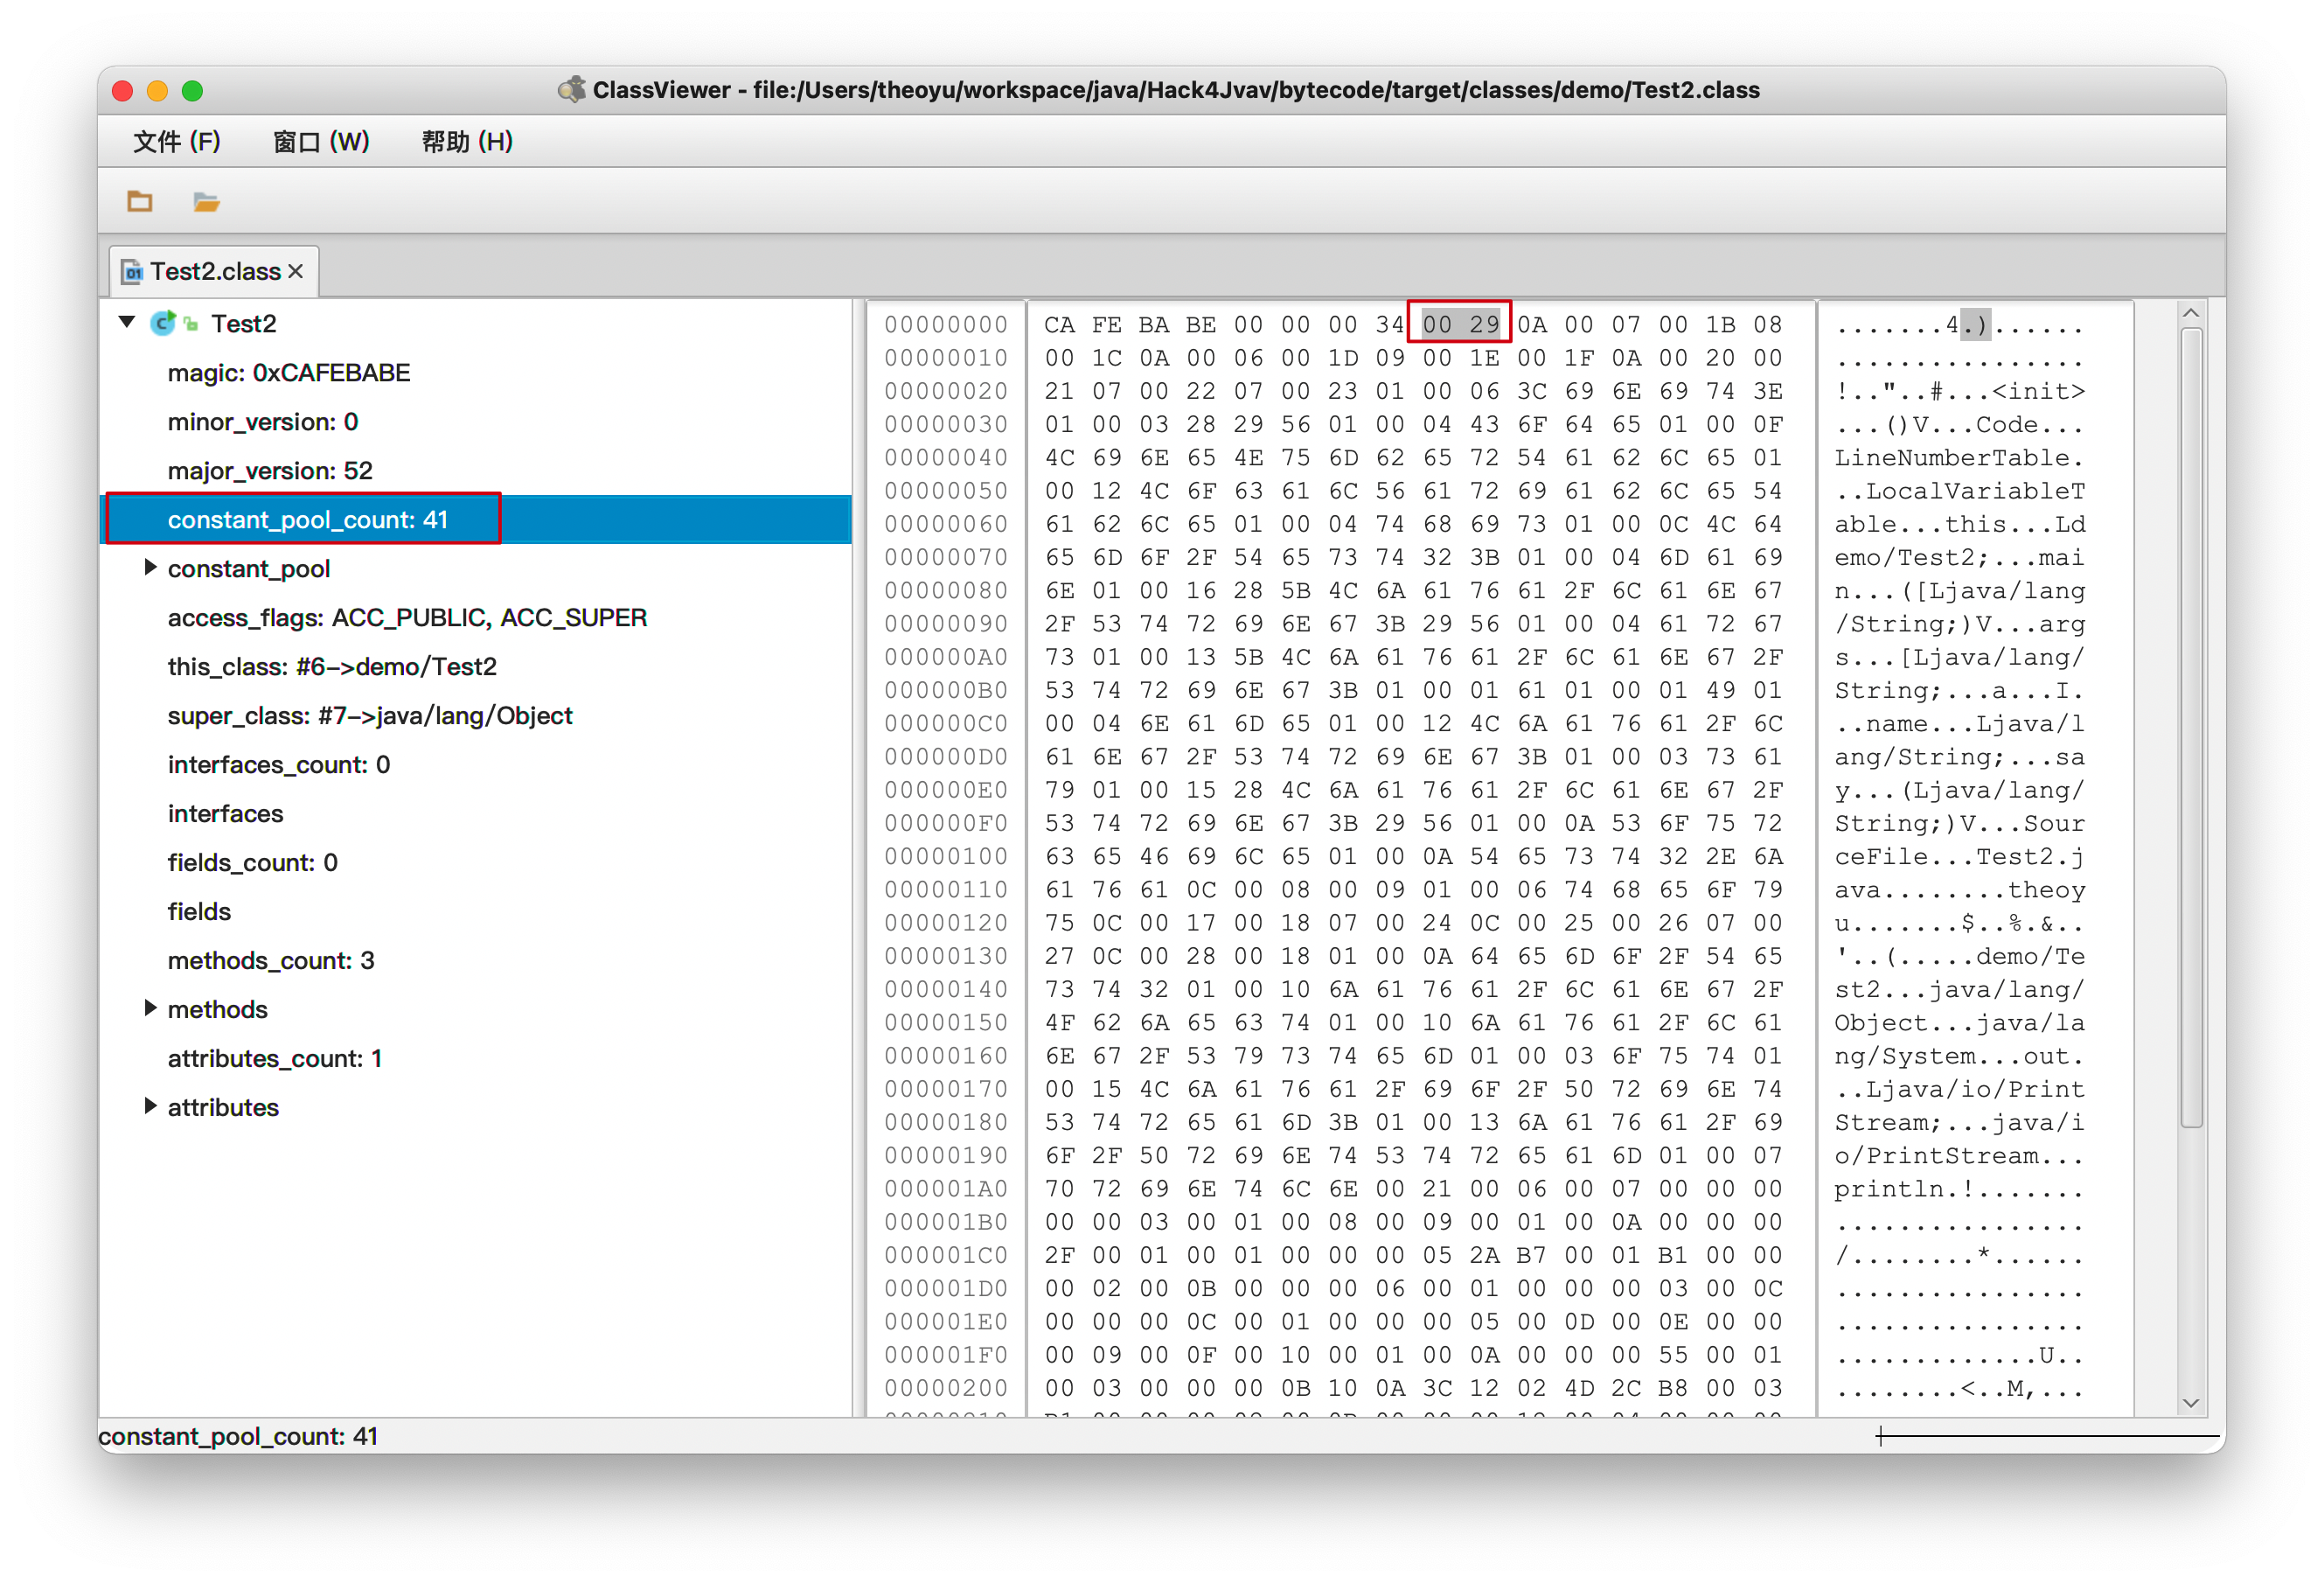 ClassViewer - file:/Users/theoyu/workspace/java/Hack4Jvav/bytecode/target/classes/demo/Test2.class
文件 (F) 窗口 (W) 帮助 (H)
Test2.class
Test2
magic: 0xCAFEBABE
minor_version: 0
major_version: 52
constant_pool_count: 41
constant_pool
access_flags: ACC_PUBLIC, ACC_SUPER
this_class: #6->demo/Test2
super_class: #7->java/lang/Object
interfaces_count: 0
interfaces
fields_count: 0
fields
methods_count: 3
methods
attributes_count: 1
attributes
00000000 CA FE BA BE 00 00 00 34 00 29 0A 00 07 00 1B 08 .......4.)......
00000010 00 1C 0A 00 06 00 1D 09 00 1E 00 1F 0A 00 20 00 ................
00000020 21 07 00 22 07 00 23 01 00 06 3C 69 6E 69 74 3E !.."..#...<init>
00000030 01 00 03 28 29 56 01 00 04 43 6F 64 65 01 00 0F ...()V...Code...
00000040 4C 69 6E 65 4E 75 6D 62 65 72 54 61 62 6C 65 01 LineNumberTable.
00000050 00 12 4C 6F 63 61 6C 56 61 72 69 61 62 6C 65 54 ..LocalVariableT
00000060 61 62 6C 65 01 00 04 74 68 69 73 01 00 0C 4C 64 able...this...Ld
00000070 65 6D 6F 2F 54 65 73 74 32 3B 01 00 04 6D 61 69 emo/Test2;...mai
00000080 6E 01 00 16 28 5B 4C 6A 61 76 61 2F 6C 61 6E 67 n...([Ljava/lang
00000090 2F 53 74 72 69 6E 67 3B 29 56 01 00 04 61 72 67 /String;)V...arg
000000A0 73 01 00 13 5B 4C 6A 61 76 61 2F 6C 61 6E 67 2F s...[Ljava/lang/
000000B0 53 74 72 69 6E 67 3B 01 00 01 61 01 00 01 49 01 String;...a...I.
000000C0 00 04 6E 61 6D 65 01 00 12 4C 6A 61 76 61 2F 6C ..name...Ljava/l
000000D0 61 6E 67 2F 53 74 72 69 6E 67 3B 01 00 03 73 61 ang/String;...sa
000000E0 79 01 00 15 28 4C 6A 61 76 61 2F 6C 61 6E 67 2F y...(Ljava/lang/
000000F0 53 74 72 69 6E 67 3B 29 56 01 00 0A 53 6F 75 72 String;)V...Sour
00000100 63 65 46 69 6C 65 01 00 0A 54 65 73 74 32 2E 6A ceFile...Test2.j
00000110 61 76 61 0C 00 08 00 09 01 00 06 74 68 65 6F 79 ava........theoy
00000120 75 0C 00 17 00 18 07 00 24 0C 00 25 00 26 07 00 u.......$..%.&..
00000130 27 0C 00 28 00 18 01 00 0A 64 65 6D 6F 2F 54 65 '..(.....demo/Te
00000140 73 74 32 01 00 10 6A 61 76 61 2F 6C 61 6E 67 2F st2...java/lang/
00000150 4F 62 6A 65 63 74 01 00 10 6A 61 76 61 2F 6C 61 Object...java/la
00000160 6E 67 2F 53 79 73 74 65 6D 01 00 03 6F 75 74 01 ng/System...out.
00000170 00 15 4C 6A 61 76 61 2F 69 6F 2F 50 72 69 6E 74 ..Ljava/io/Print
00000180 53 74 72 65 61 6D 3B 01 00 13 6A 61 76 61 2F 69 Stream;...java/i
00000190 6F 2F 50 72 69 6E 74 53 74 72 65 61 6D 01 00 07 o/PrintStream...
000001A0 70 72 69 6E 74 6C 6E 00 21 00 06 00 07 00 00 00 println.!.......
000001B0 00 00 03 00 01 00 08 00 09 00 01 00 0A 00 00 00 ................
000001C0 2F 00 01 00 01 00 00 00 05 2A B7 00 01 B1 00 00 /........*......
000001D0 00 02 00 0B 00 00 00 06 00 01 00 00 00 03 00 0C ................
000001E0 00 00 00 0C 00 01 00 00 00 05 00 0D 00 0E 00 00 ................
000001F0 00 09 00 0F 00 10 00 01 00 0A 00 00 00 55 00 01 .............U..
00000200 00 03 00 00 00 0B 10 0A 3C 12 02 4D 2C B8 00 03 ........<..M,...
constant_pool_count: 41